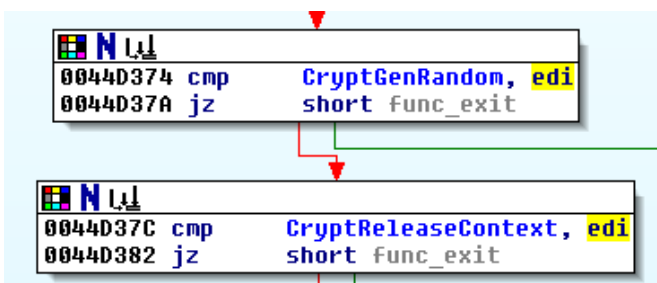 0044D374 cmp CryptGenRandom, edi
0044D37A jz short func_exit
0044D37C cmp CryptReleaseContext, edi
0044D382 jz short func_exit